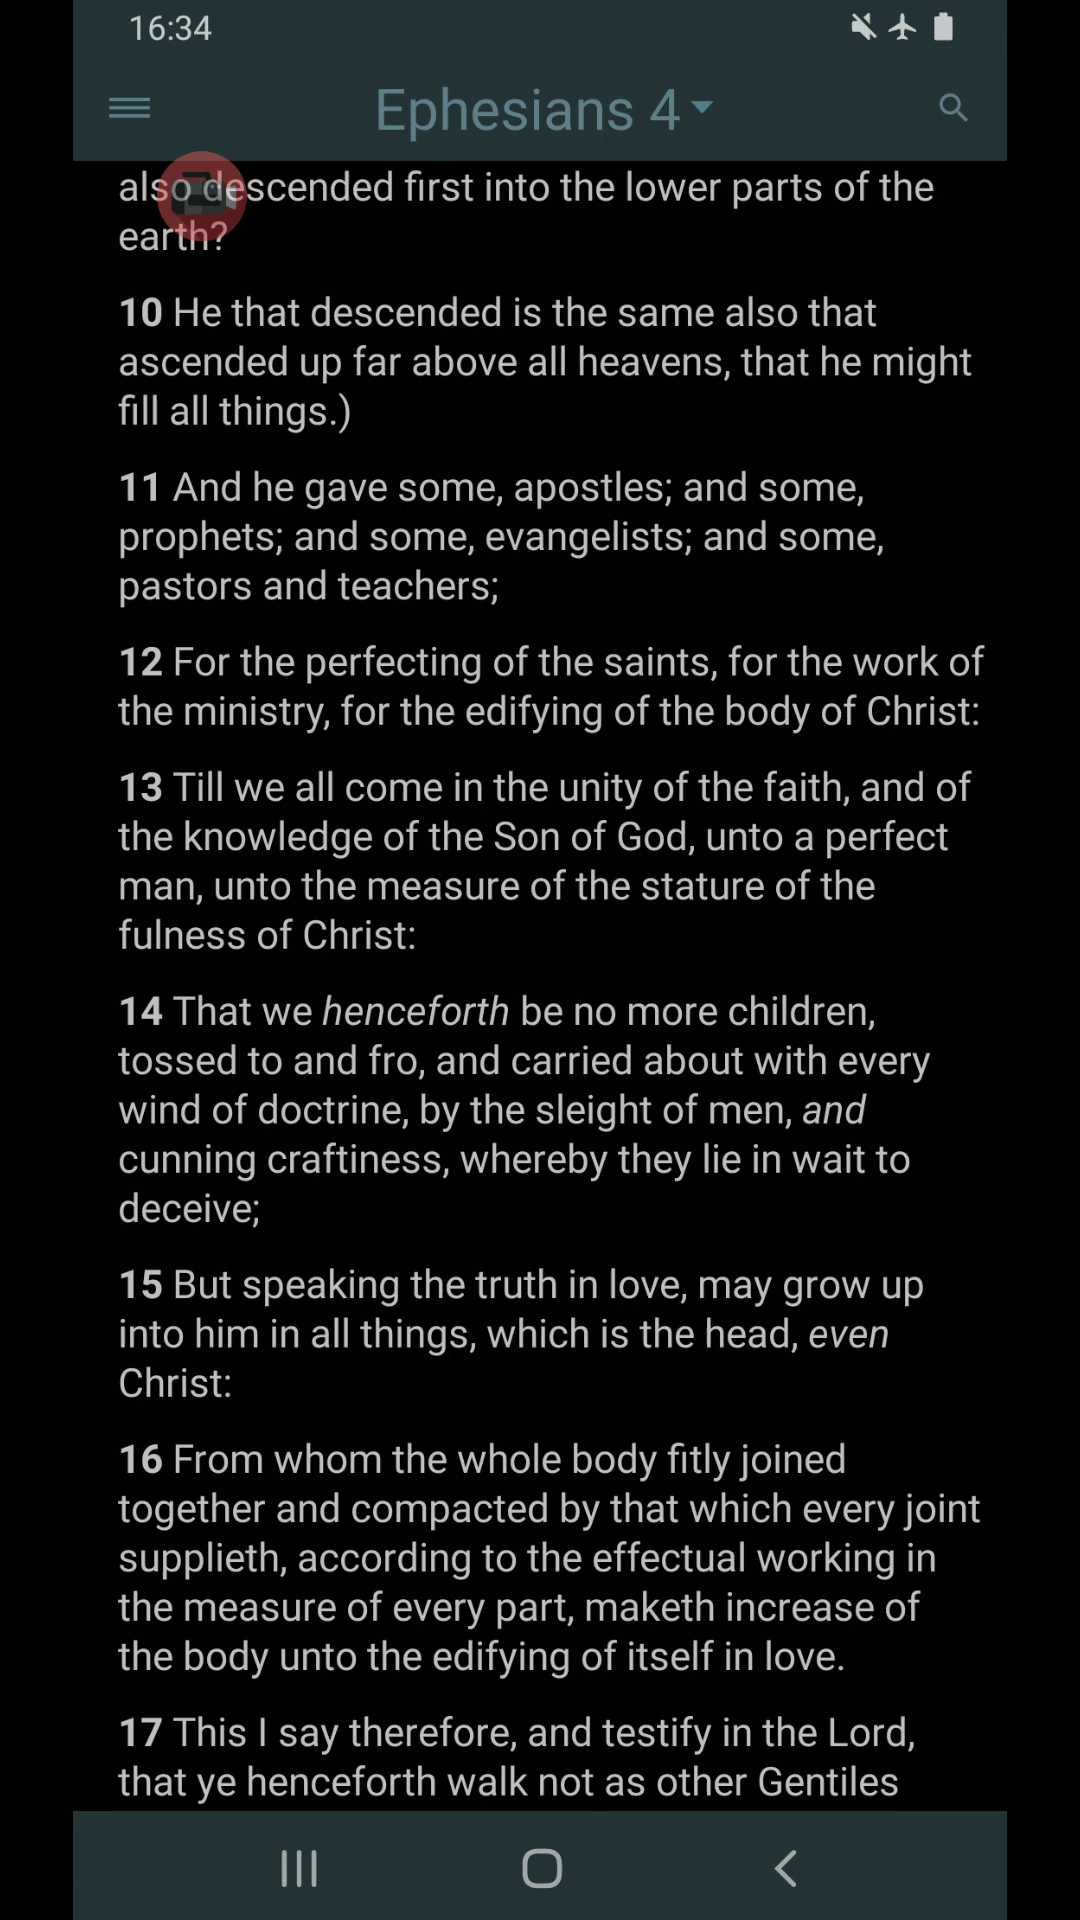 16:34
Ephesians 4
also descended first into the lower parts of the
earth?
10 He that descended is the same also that
ascended up far above all heavens, that he might
fill all things.)
11 And he gave some, apostles; and some,
prophets; and some, evangelists; and some,
pastors and teachers;
12 For the perfecting of the saints, for the work of
the ministry, for the edifying of the body of Christ:
13 Till we all come in the unity of the faith, and of
the knowledge of the Son of God, unto a perfect
man, unto the measure of the stature of the
fulness of Christ:
14 That we henceforth be no more children,
tossed to and fro, and carried about with every
wind of doctrine, by the sleight of men, and
cunning craftiness, whereby they lie in wait to
deceive;
15 But speaking the truth in love, may grow up
into him in all things, which is the head, even
Christ:
16 From whom the whole body fitly joined
together and compacted by that which every joint
supplieth, according to the effectual working in
the measure of every part, maketh increase of
the body unto the edifying of itself in love.
17 This I say therefore, and testify in the Lord,
that ye henceforth walk not as other Gentiles